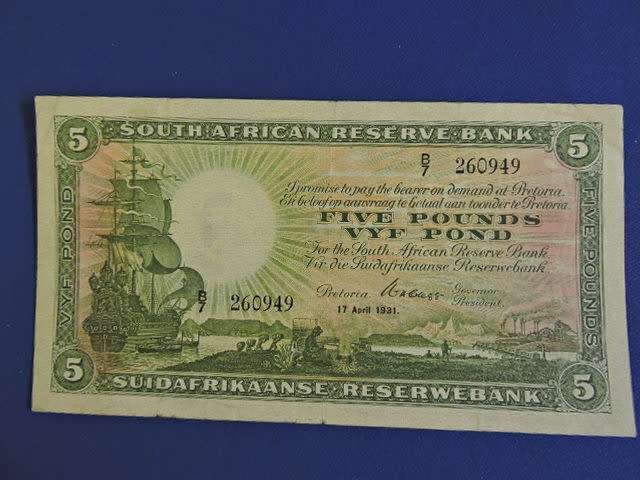 5 SOUTH AFRICAN RESERVE BANK 5
B/7 260949
I promise to pay the bearer on demand at Pretoria.
Ek beloof op aanvraag te betaal aan toonder te Pretoria.
FIVE POUNDS
VYF POND
For the South African Reserve Bank.
Vir die Suidafrikaanse Reserwebank.
B/7 260949
Pretoria
Governor.
President.
17 April 1931.
VYF POND
FIVE POUNDS
5 SUIDAFRIKAANSE RESERWEBANK 5